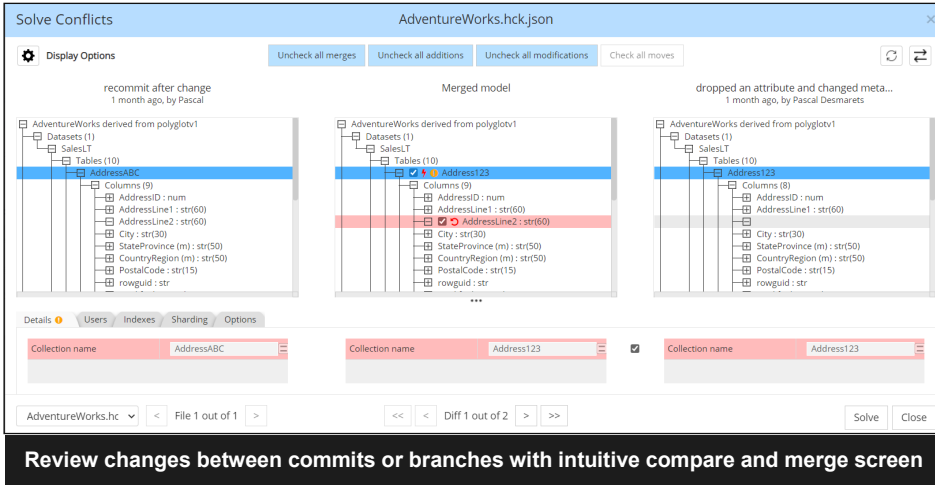 Solve Conflicts
AdventureWorks.hck.json
Display Options
Uncheck all merges
Uncheck all additions
Uncheck all modifications
Check all moves
recommit after change
1 month ago, by Pascal
AdventureWorks derived from polyglotv1
Datasets (1)
SalesLT
Tables (10)
AddressABC
Columns (9)
AddressID : num
AddressLine1 : str(60)
AddressLine2 : str(60)
City : str(30)
StateProvince (m) : str(50)
CountryRegion (m) : str(50)
PostalCode : str(15)
rowguid : str
Merged model
AdventureWorks derived from polyglotv1
Datasets (1)
SalesLT
Tables (10)
Address123
Columns (9)
AddressID : num
AddressLine1 : str(60)
AddressLine2 : str(60)
City : str(30)
StateProvince (m) : str(50)
CountryRegion (m) : str(50)
PostalCode : str(15)
rowguid : str
dropped an attribute and changed meta...
1 month ago, by Pascal Desmarets
AdventureWorks derived from polyglotv1
Datasets (1)
SalesLT
Tables (10)
Address123
Columns (8)
AddressID : num
AddressLine1 : str(60)
City : str(30)
StateProvince (m) : str(50)
CountryRegion (m) : str(50)
PostalCode : str(15)
rowguid : str
Details
Users
Indexes
Sharding
Options
Collection name AddressABC
Collection name Address123
Collection name Address123
AdventureWorks.hc
< File 1 out of 1 >
<< < Diff 1 out of 2 > >>
Solve
Close
Review changes between commits or branches with intuitive compare and merge screen